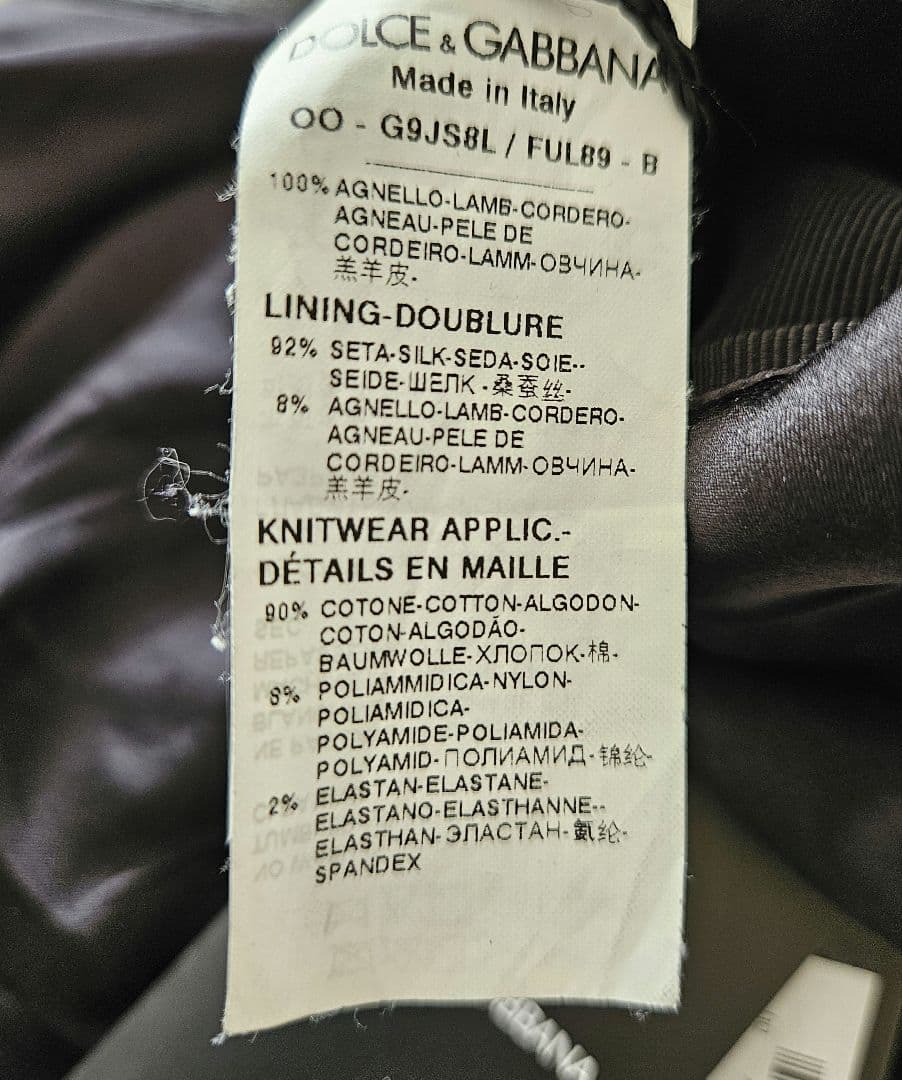 DOLCE & GABBANA
Made in Italy
OO - G9JS8L / FUL89 - B
100% AGNELLO-LAMB-CORDERO-
AGNEAU-PELE DE
CORDEIRO-LAMM-ОВЧИНА-
羔羊皮-
LINING-DOUBLURE
92% SETA-SILK-SEDA-SOIE--
SEIDE-ШЕЛК-桑蚕丝-
8% AGNELLO-LAMB-CORDERO-
AGNEAU-PELE DE
CORDEIRO-LAMM-ОВЧИНА-
羔羊皮-
KNITWEAR APPLIC.-
DÉTAILS EN MAILLE
90% COTONE-COTTON-ALGODON-
COTON-ALGODÃO-
BAUMWOLLE-ХЛОПОК-棉-
8% POLIAMMIDICA-NYLON-
POLIAMIDICA-
POLYAMIDE-POLIAMIDA-
POLYAMID-ПОЛИАМИД-锦纶-
2% ELASTAN-ELASTANE-
ELASTANO-ELASTHANNE--
ELASTHAN-ЭЛАСТАН-氨纶-
SPANDEX
BBANA